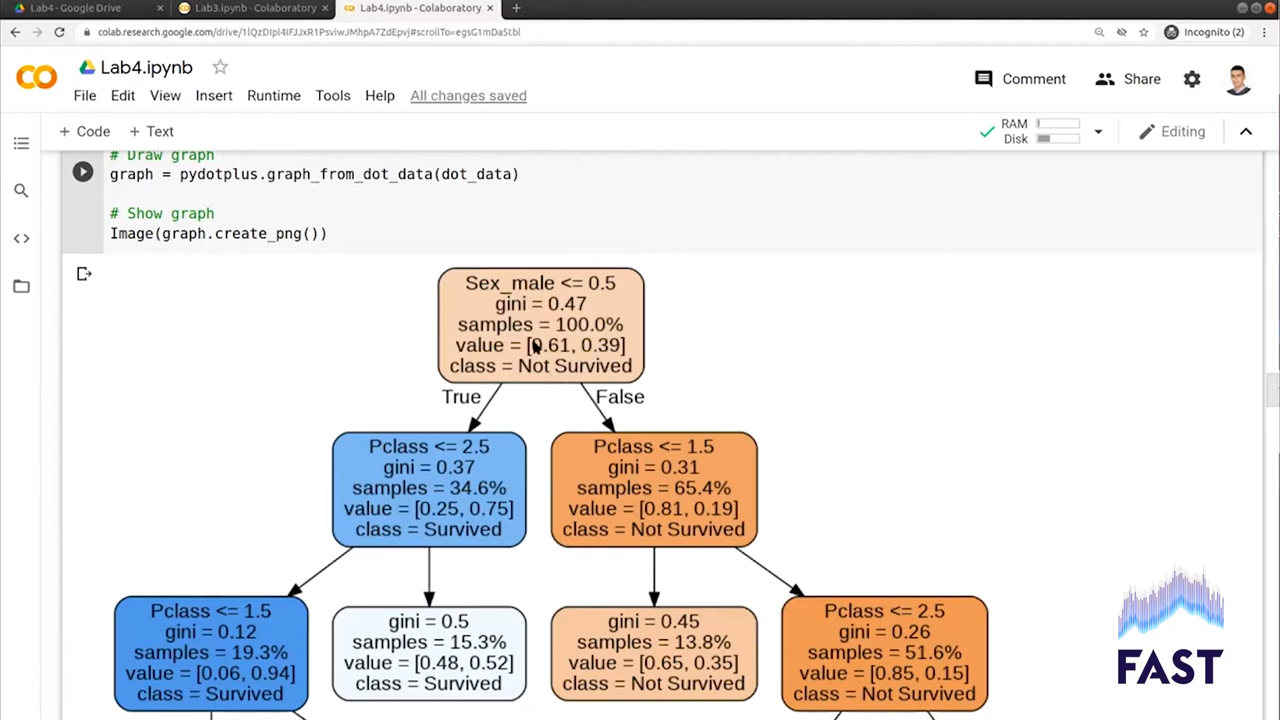 Lab4 - Google Drive
Lab3.ipynb - Colaboratory
Lab4.ipynb - Colaboratory
Incognito (2)
Lab4.ipynb
Comment
Share
File Edit View Insert Runtime Tools Help All changes saved
+ Code + Text
RAM
Disk
Editing
# Draw graph
graph = pydotplus.graph_from_dot_data(dot_data)
# Show graph
Image(graph.create_png())
Sex_male <= 0.5
gini = 0.47
samples = 100.0%
value = [0.61, 0.39]
class = Not Survived
True
False
Pclass <= 2.5
gini = 0.37
samples = 34.6%
value = [0.25, 0.75]
class = Survived
Pclass <= 1.5
gini = 0.31
samples = 65.4%
value = [0.81, 0.19]
class = Not Survived
Pclass <= 1.5
gini = 0.12
samples = 19.3%
value = [0.06, 0.94]
class = Survived
gini = 0.5
samples = 15.3%
value = [0.48, 0.52]
class = Survived
gini = 0.45
samples = 13.8%
value = [0.65, 0.35]
class = Not Survived
Pclass <= 2.5
gini = 0.26
samples = 51.6%
value = [0.85, 0.15]
class = Not Survived
FAST